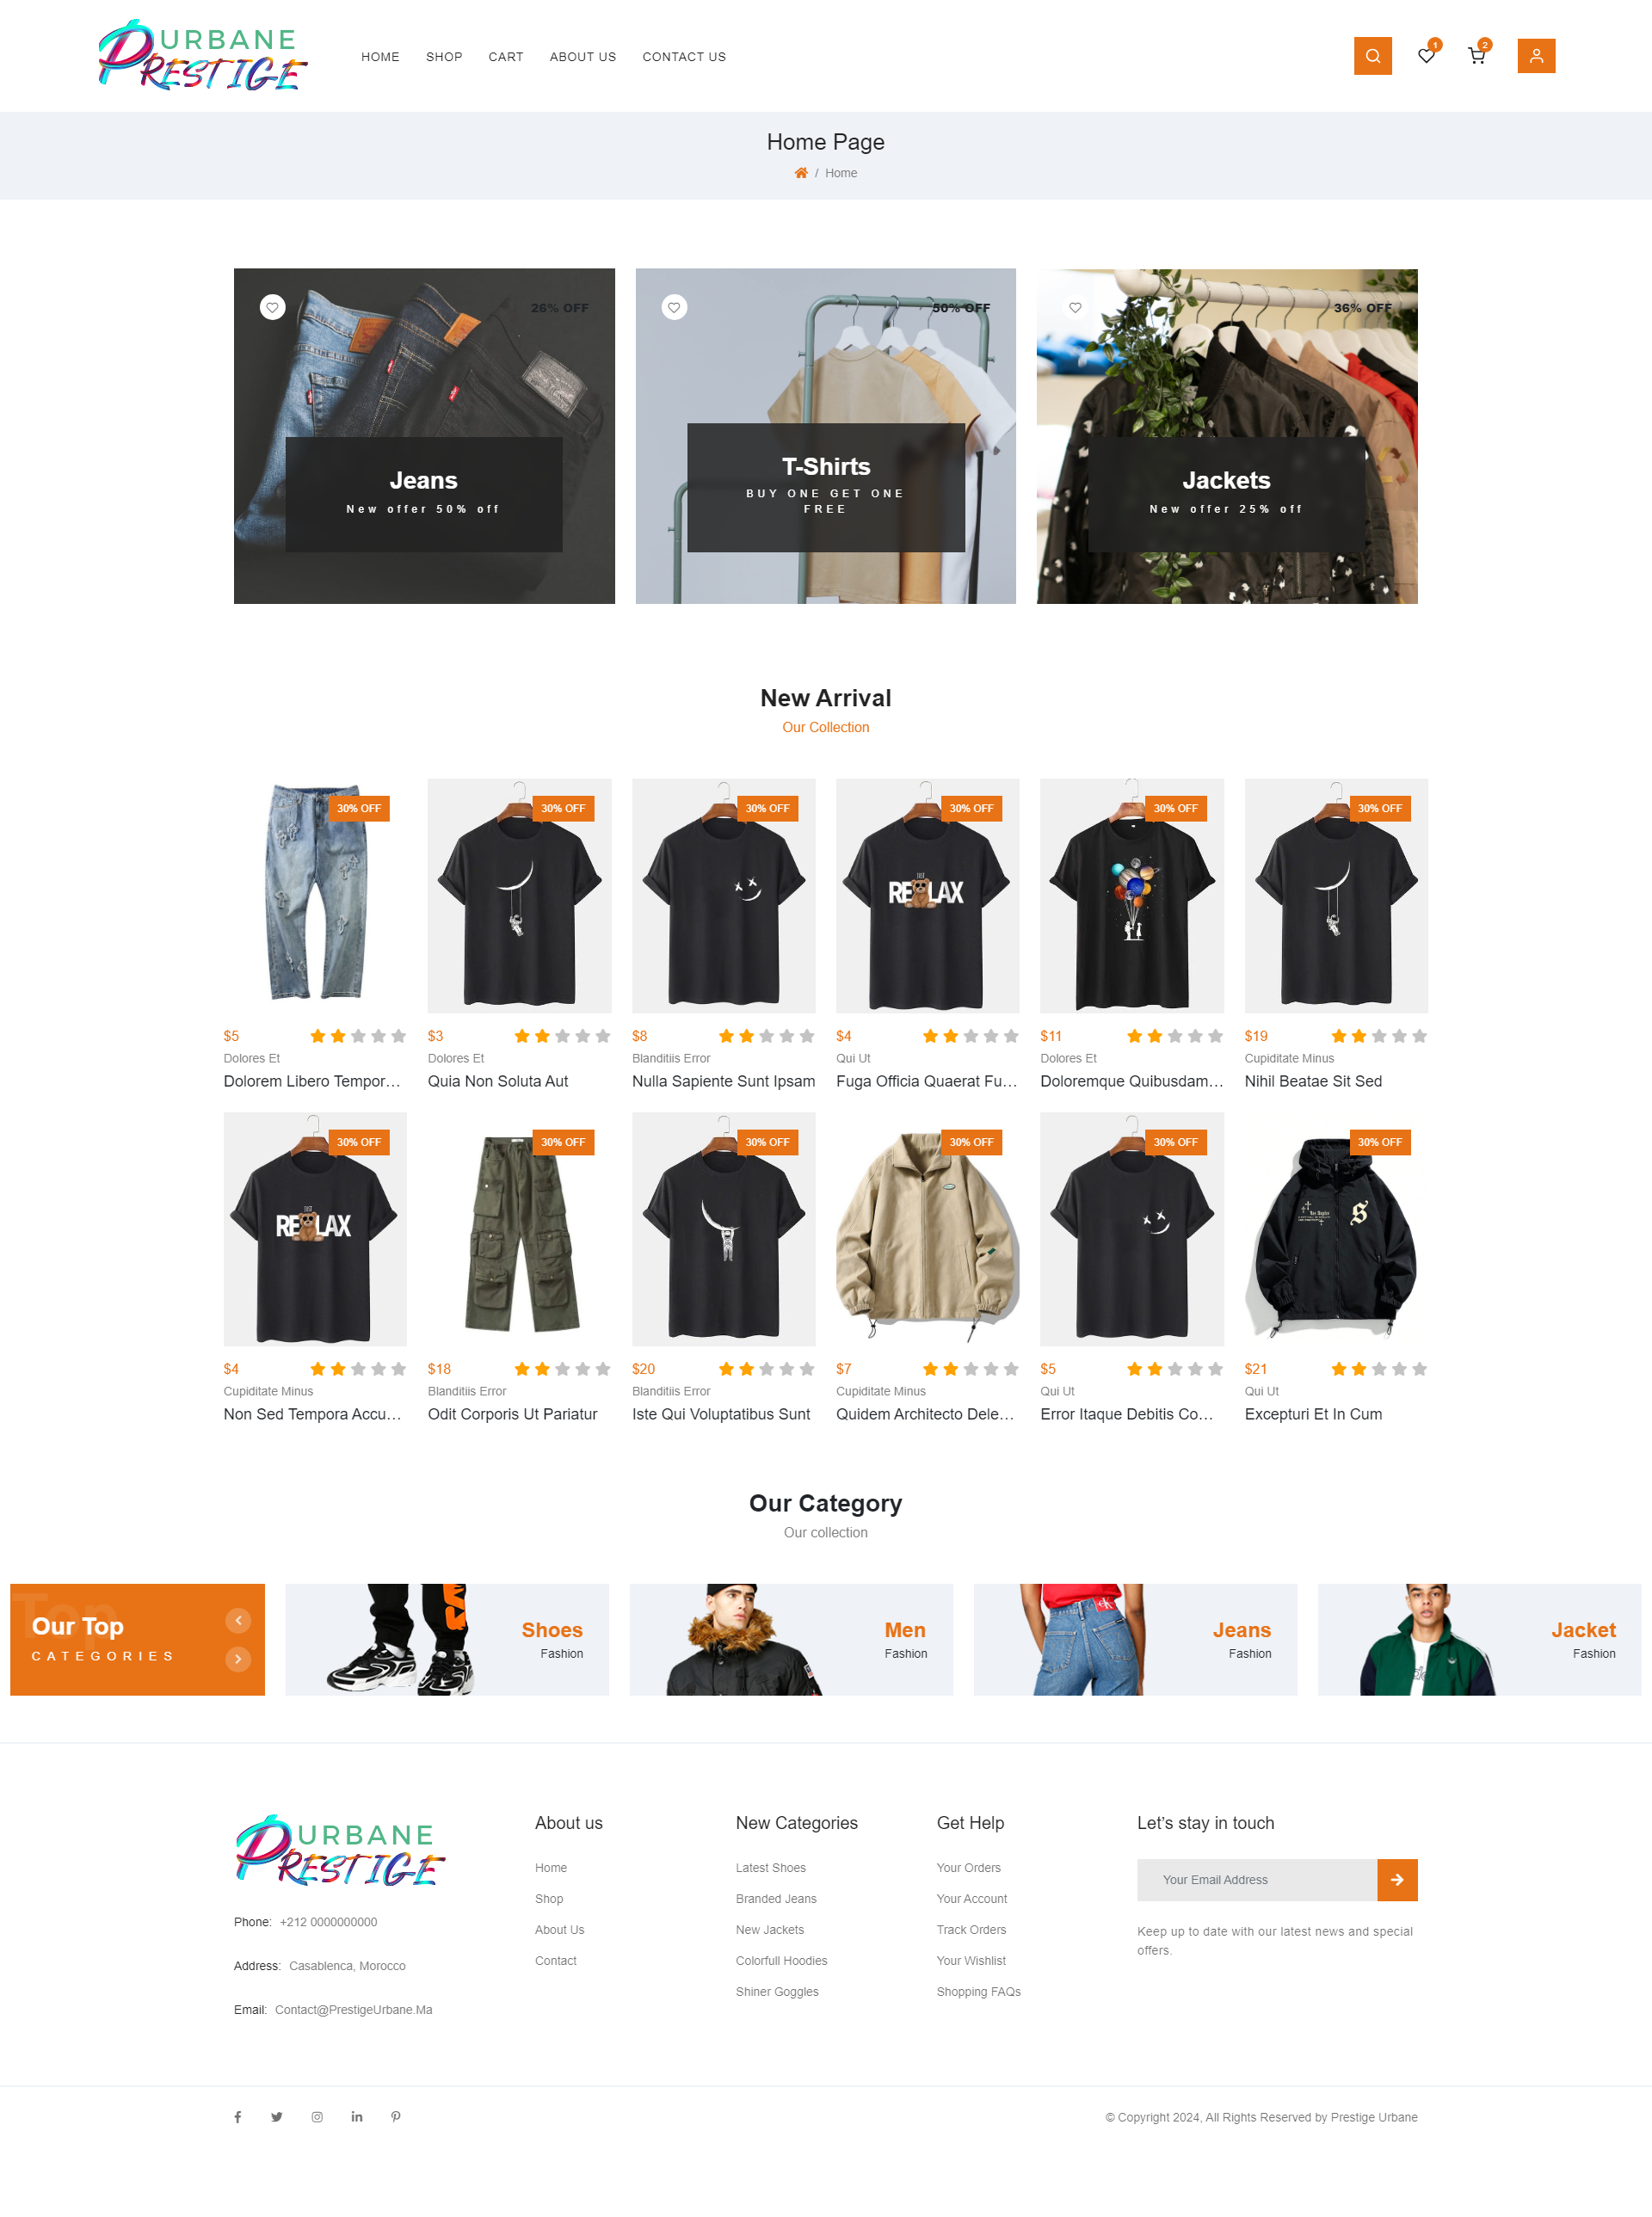 URBANE
PRESTIGE
HOME SHOP CART ABOUT US CONTACT US
1
2
Home Page
/ Home
26% OFF
50% OFF
36% OFF
Jeans
New offer 50% off
T-Shirts
BUY ONE GET ONE
FREE
Jackets
New offer 25% off
New Arrival
Our Collection
30% OFF 30% OFF 30% OFF 30% OFF 30% OFF 30% OFF
RELAX
$5 $3 $8 $4 $11 $19
Dolores Et Dolores Et Blanditiis Error Qui Ut Dolores Et Cupiditate Minus
Dolorem Libero Tempor… Quia Non Soluta Aut Nulla Sapiente Sunt Ipsam Fuga Officia Quaerat Fu… Doloremque Quibusdam… Nihil Beatae Sit Sed
30% OFF 30% OFF 30% OFF 30% OFF 30% OFF 30% OFF
RELAX
$4 $18 $20 $7 $5 $21
Cupiditate Minus Blanditiis Error Blanditiis Error Cupiditate Minus Qui Ut Qui Ut
Non Sed Tempora Accu… Odit Corporis Ut Pariatur Iste Qui Voluptatibus Sunt Quidem Architecto Dele… Error Itaque Debitis Co… Excepturi Et In Cum
Our Category
Our collection
Top
Our Top
CATEGORIES
Shoes
Fashion
Men
Fashion
Jeans
Fashion
Jacket
Fashion
URBANE
PRESTIGE
Phone: +212 0000000000
Address: Casablenca, Morocco
Email: Contact@PrestigeUrbane.Ma
About us
Home
Shop
About Us
Contact
New Categories
Latest Shoes
Branded Jeans
New Jackets
Colorfull Hoodies
Shiner Goggles
Get Help
Your Orders
Your Account
Track Orders
Your Wishlist
Shopping FAQs
Let's stay in touch
Your Email Address
Keep up to date with our latest news and special
offers.
© Copyright 2024, All Rights Reserved by Prestige Urbane